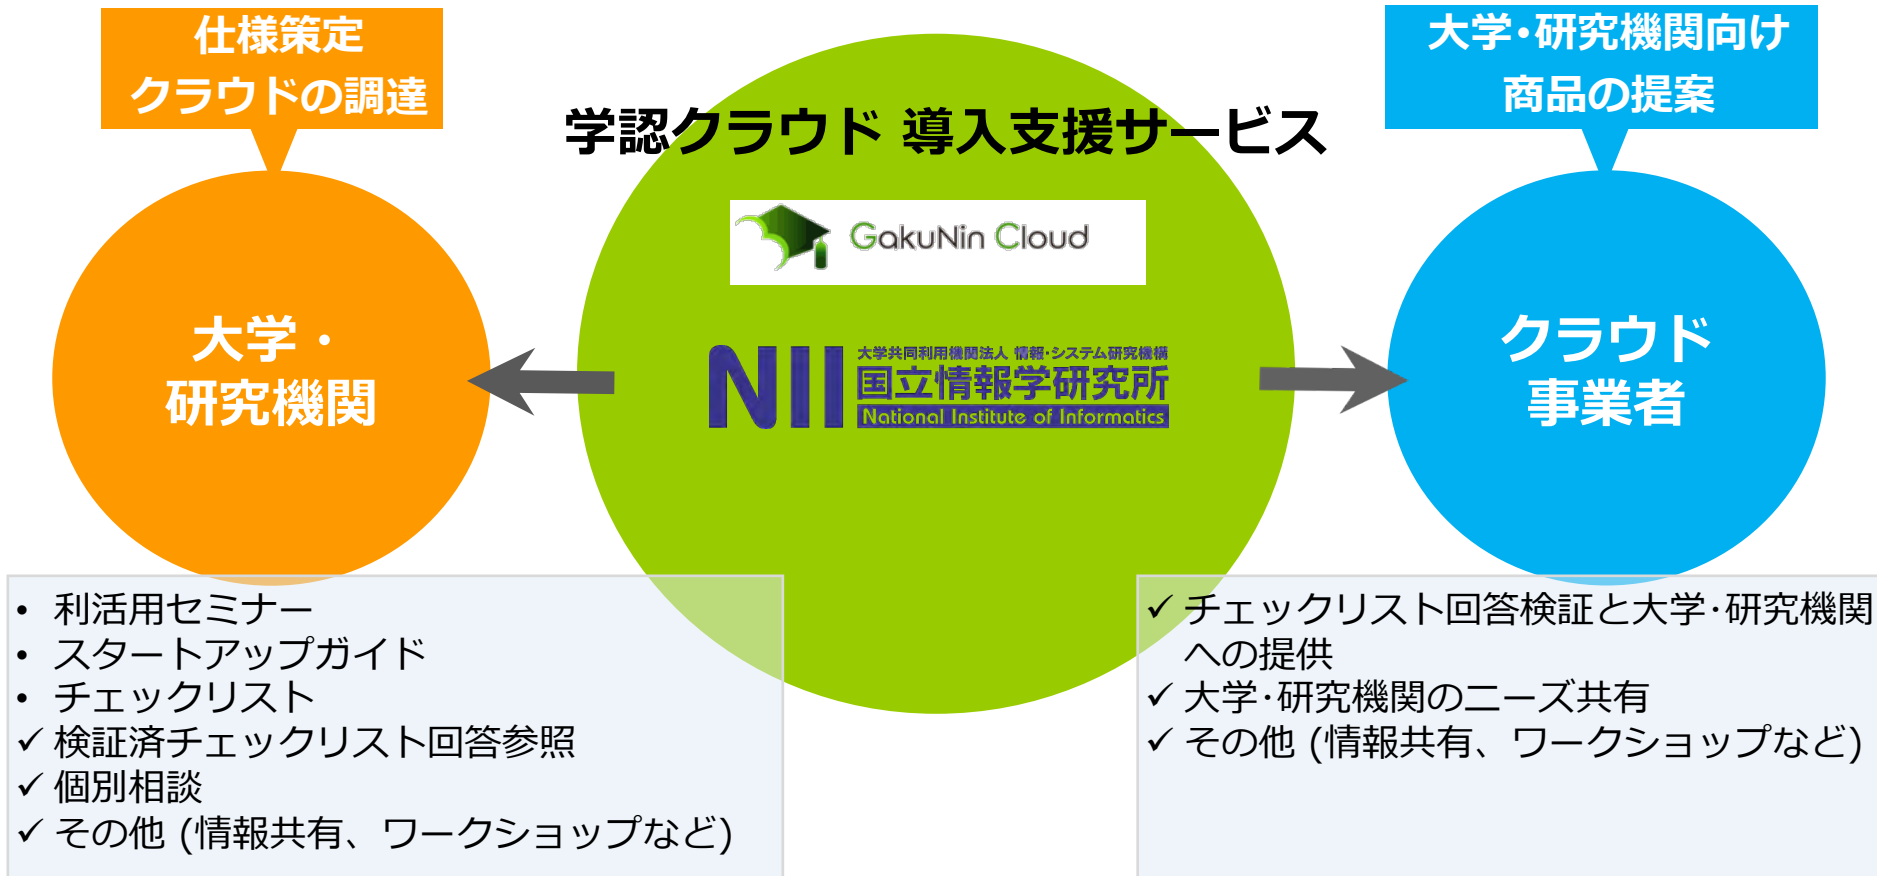 仕様策定
クラウドの調達
大学・研究機関向け
商品の提案
学認クラウド 導入支援サービス
GakuNin Cloud
大学・
研究機関
NII
大学共同利用機関法人 情報・システム研究機構
国立情報学研究所
National Institute of Informatics
クラウド
事業者
• 利活用セミナー
• スタートアップガイド
• チェックリスト
✓ 検証済チェックリスト回答参照
✓ 個別相談
✓ その他 (情報共有、ワークショップなど)
✓ チェックリスト回答検証と大学・研究機関
への提供
✓ 大学・研究機関のニーズ共有
✓ その他 (情報共有、ワークショップなど)